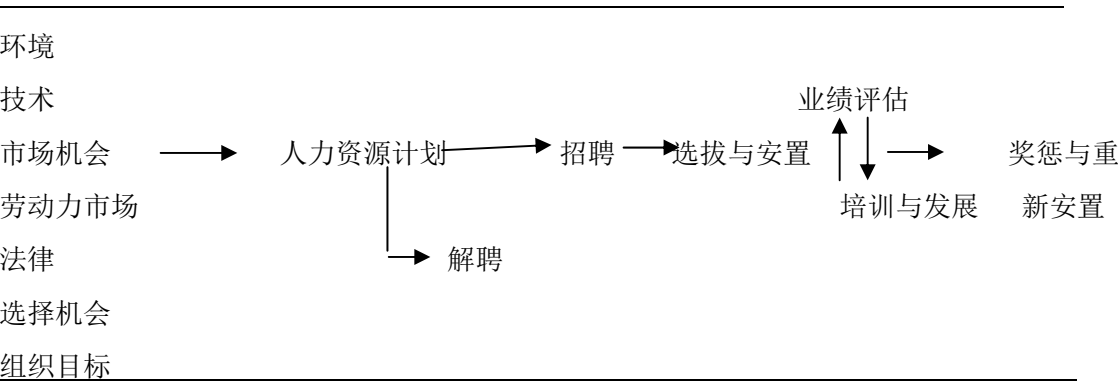 环境
技术 业绩评估
市场机会 人力资源计划 招聘 选拔与安置 奖惩与重
劳动力市场 培训与发展 新安置
法律 解聘
选择机会
组织目标